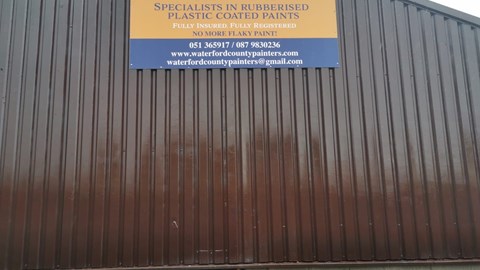 SPECIALISTS IN RUBBERISED
PLASTIC COATED PAINTS
FULLY INSURED, FULLY REGISTERED
NO MORE FLAKY PAINT!
051 365917 / 087 9830236
www.waterfordcountypainters.com
waterfordcountypainters@gmail.com